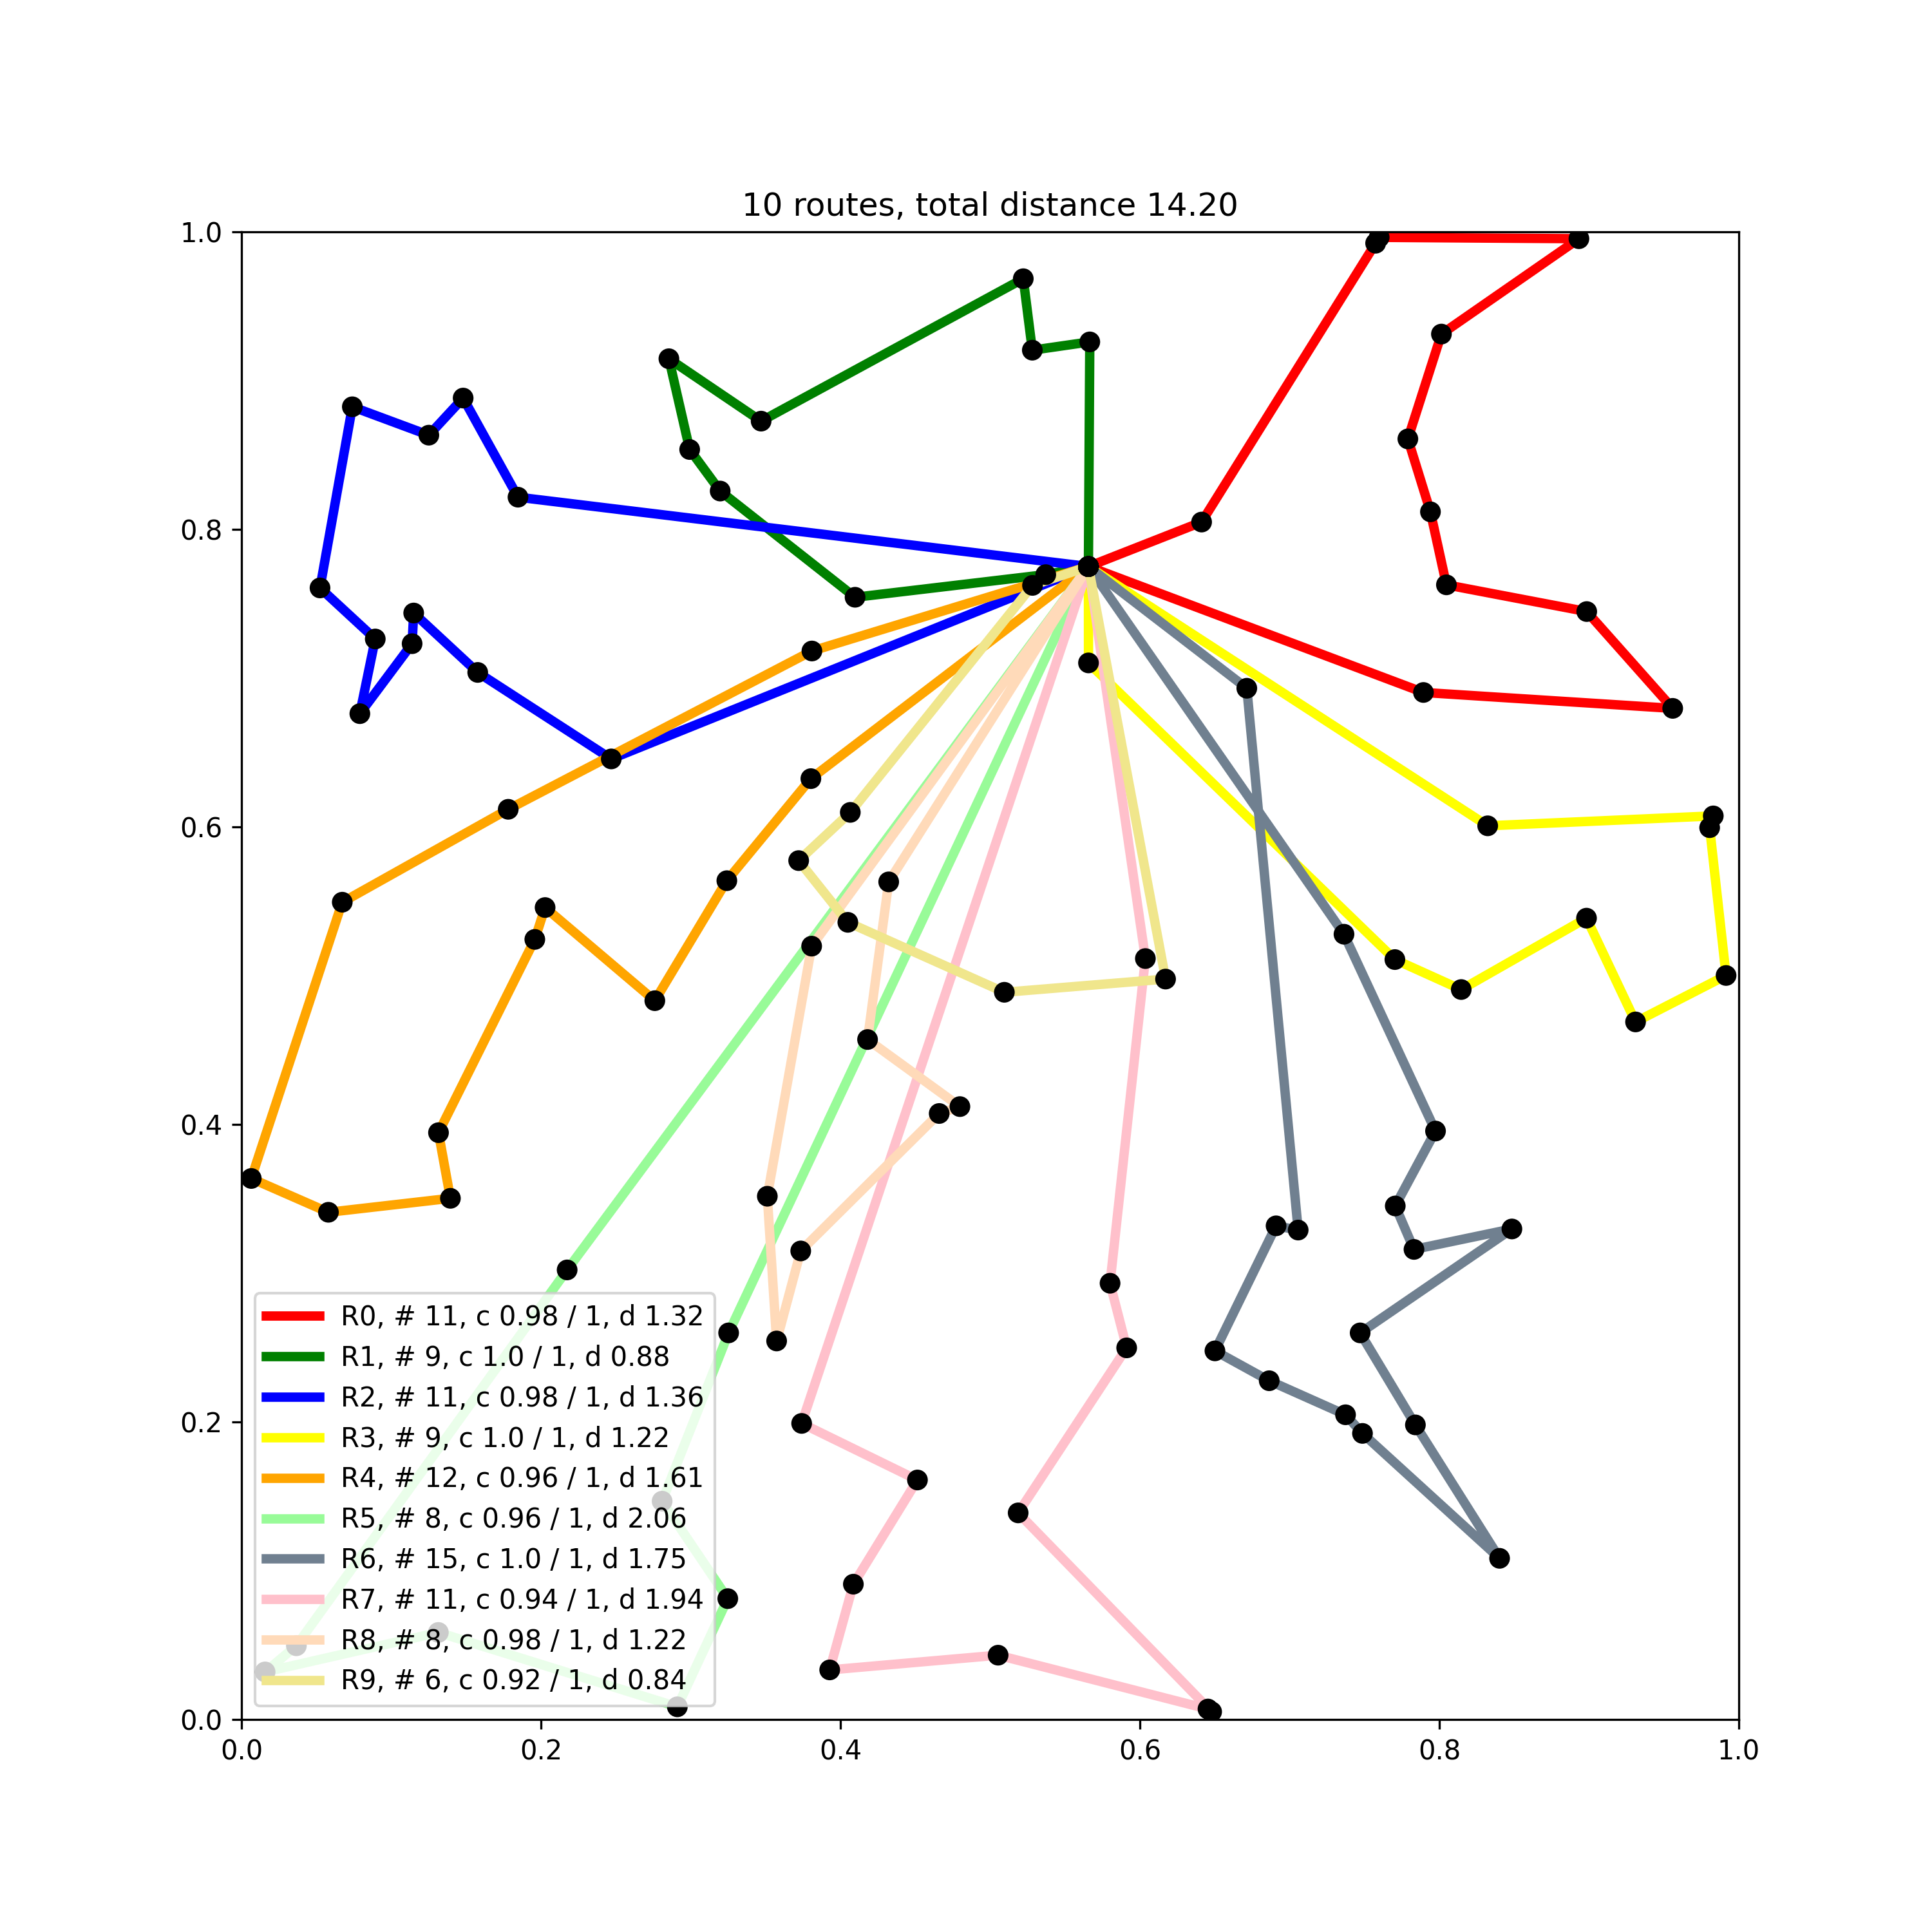 10 routes, total distance 14.20
1.0
0.8
0.6
0.4
0.2
0.0
R0, # 11, c 0.98 / 1, d 1.32
R1, # 9, c 1.0 / 1, d 0.88
R2, # 11, c 0.98 / 1, d 1.36
R3, # 9, c 1.0 / 1, d 1.22
R4, # 12, c 0.96 / 1, d 1.61
R5, # 8, c 0.96 / 1, d 2.06
R6, # 15, c 1.0 / 1, d 1.75
R7, # 11, c 0.94 / 1, d 1.94
R8, # 8, c 0.98 / 1, d 1.22
R9, # 6, c 0.92 / 1, d 0.84
0.0 0.2 0.4 0.6 0.8 1.0